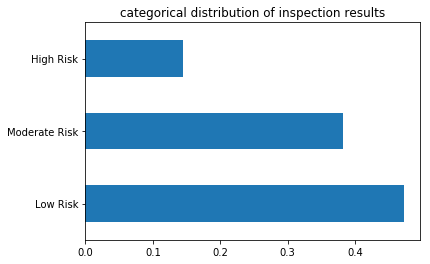 categorical distribution of inspection results
High Risk
Moderate Risk
Low Risk
0.0 0.1 0.2 0.3 0.4